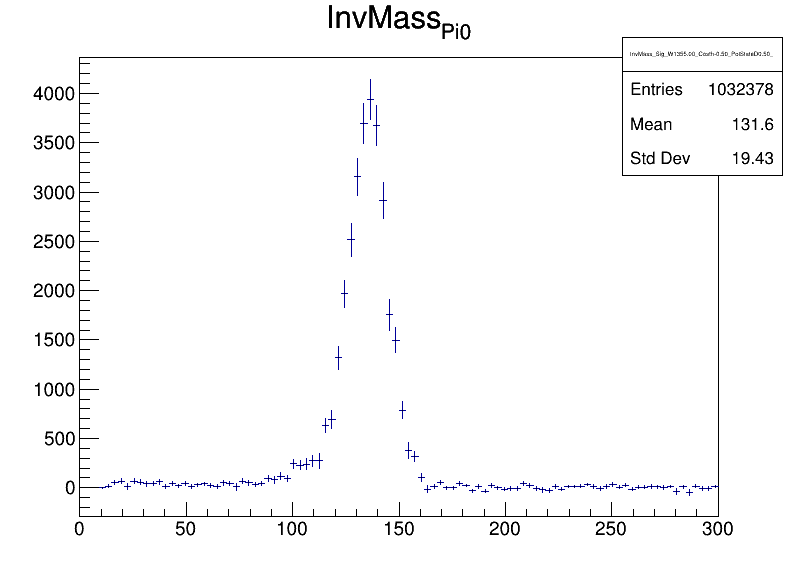 InvMass_Pi0
InvMass_Sig_W1355.00_Costh-0.50_PolStateD0.50_
Entries 1032378
Mean 131.6
Std Dev 19.43
4000
3500
3000
2500
2000
1500
1000
500
0
0 50 100 150 200 250 300